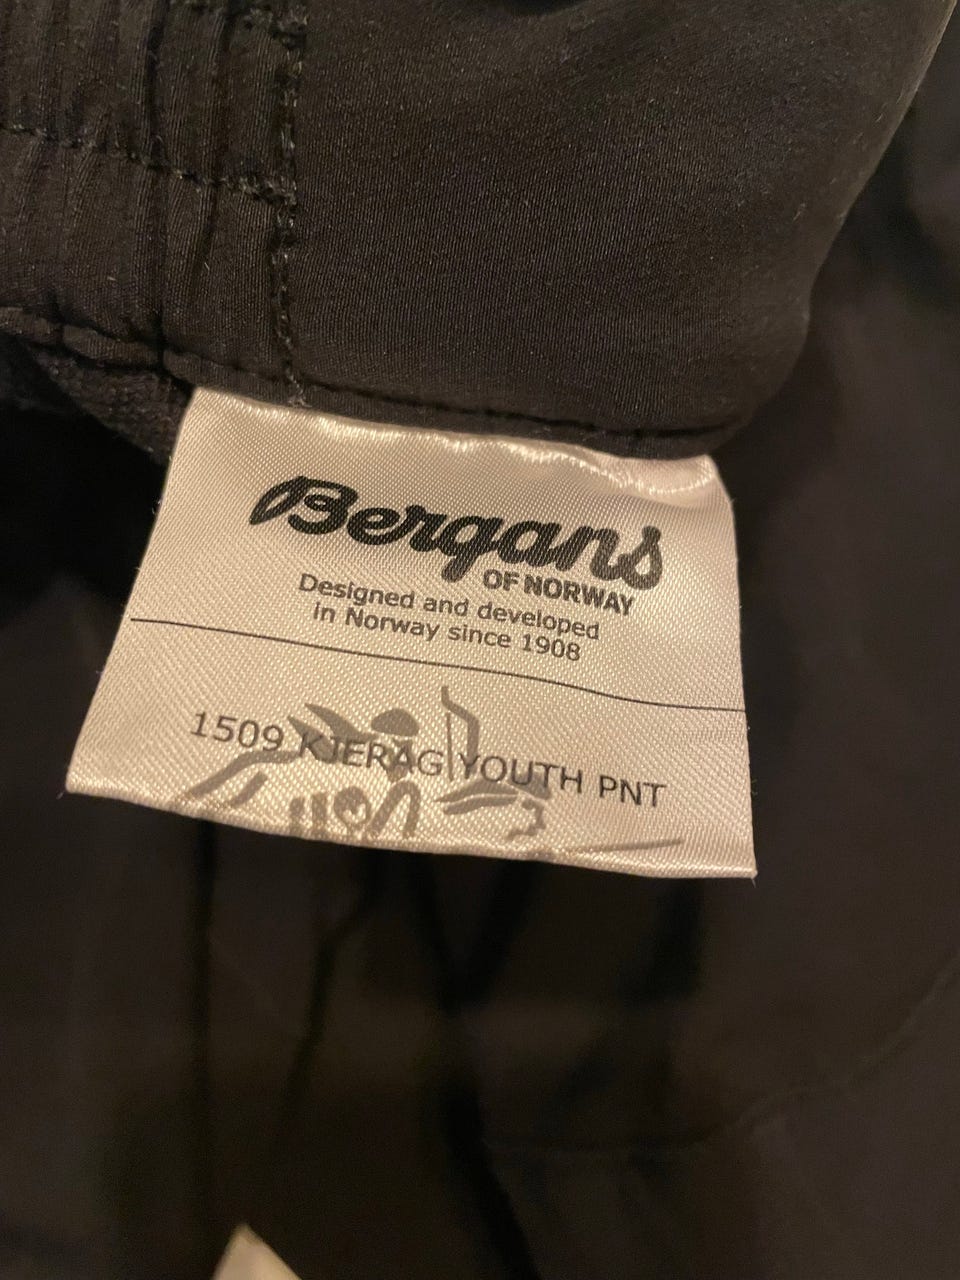 Bergans
OF NORWAY
Designed and developed
in Norway since 1908
1509 KJERAG YOUTH PNT